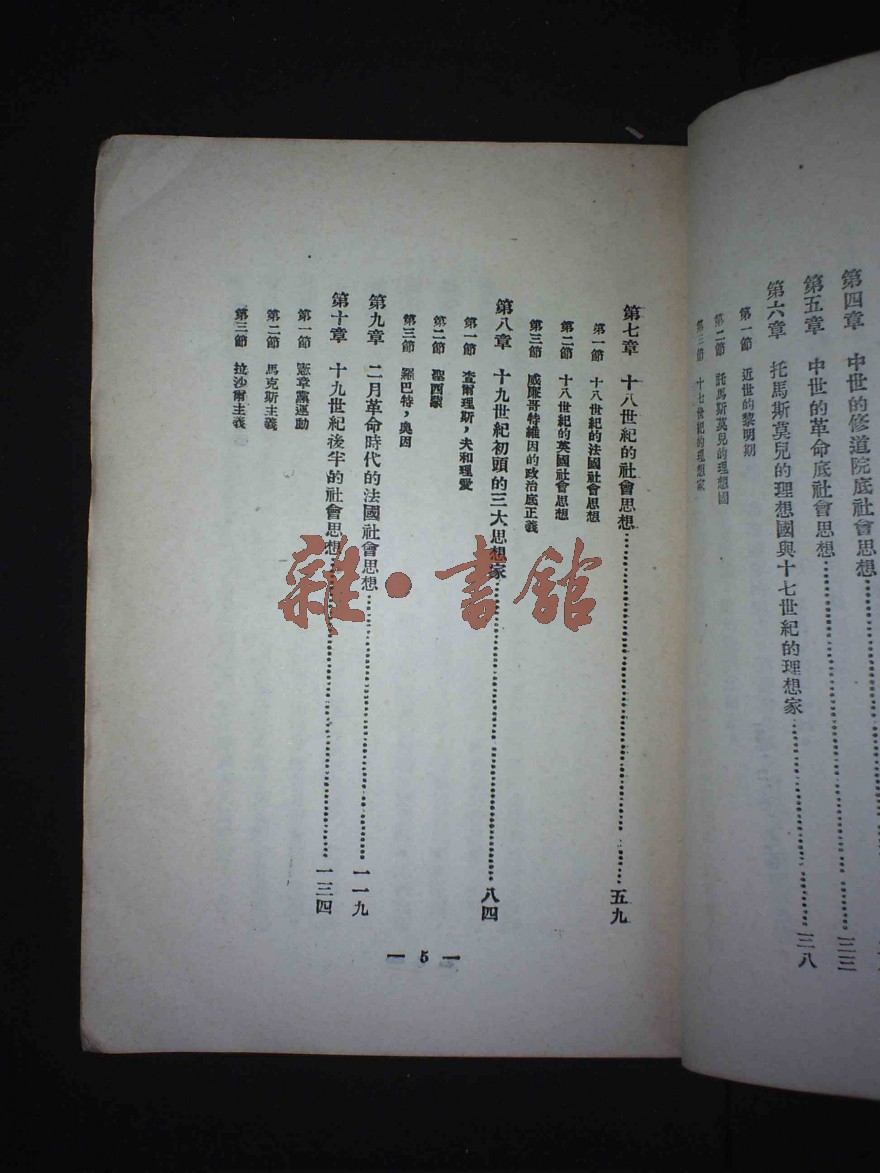 第四章　中世的修道院底社會思想
第五章　中世的革命底社會思想……三三
第六章　托馬斯莫兒的理想國與十七世紀的理想家……三八
第一節　近世的黎明期
第二節　託馬斯莫兒的理想國
第三節　十七世紀的理想家
第七章　十八世紀的社會思想……五九
第一節　十八世紀的法國社會思想
第二節　十八世紀的英國社會思想
第三節　威廉哥特維因的政治底正義
第八章　十九世紀初頭的三大思想家……八四
第一節　查爾理斯，夫和理愛
第二節　聖西蒙
第三節　羅巴特，奧因
第九章　二月革命時代的法國社會思想……一一九
第十章　十九世紀後半的社會思想……一三四
第一節　憲章黨運動
第二節　馬克斯主義
第三節　拉沙爾主義
— 5 —
雜·書館